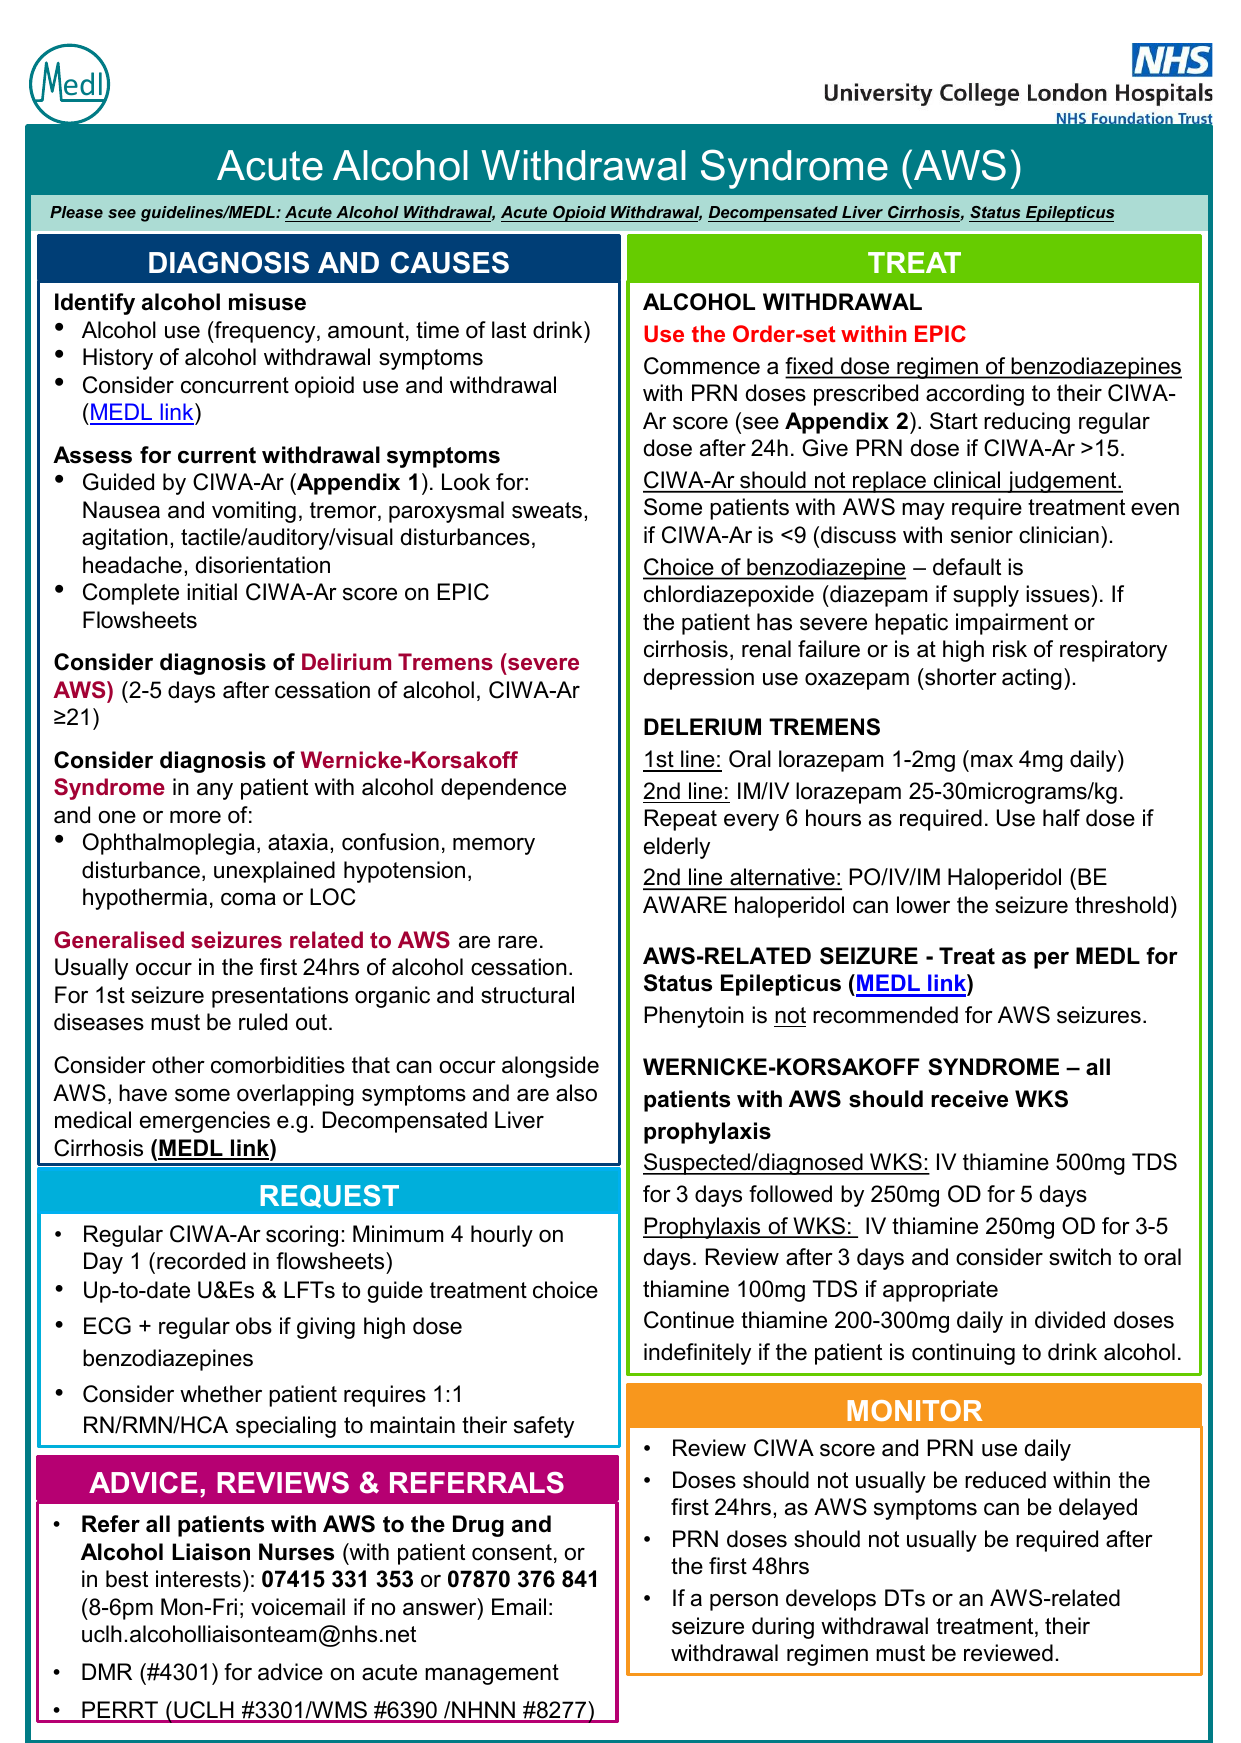 Medl
NHS
University College London Hospitals
NHS Foundation Trust
Acute Alcohol Withdrawal Syndrome (AWS)
Please see guidelines/MEDL: Acute Alcohol Withdrawal, Acute Opioid Withdrawal, Decompensated Liver Cirrhosis, Status Epilepticus
DIAGNOSIS AND CAUSES
Identify alcohol misuse
• Alcohol use (frequency, amount, time of last drink)
• History of alcohol withdrawal symptoms
• Consider concurrent opioid use and withdrawal
(MEDL link)
Assess for current withdrawal symptoms
• Guided by CIWA-Ar (Appendix 1). Look for:
Nausea and vomiting, tremor, paroxysmal sweats,
agitation, tactile/auditory/visual disturbances,
headache, disorientation
• Complete initial CIWA-Ar score on EPIC
Flowsheets
Consider diagnosis of Delirium Tremens (severe
AWS) (2-5 days after cessation of alcohol, CIWA-Ar
≥21)
Consider diagnosis of Wernicke-Korsakoff
Syndrome in any patient with alcohol dependence
and one or more of:
• Ophthalmoplegia, ataxia, confusion, memory
disturbance, unexplained hypotension,
hypothermia, coma or LOC
Generalised seizures related to AWS are rare.
Usually occur in the first 24hrs of alcohol cessation.
For 1st seizure presentations organic and structural
diseases must be ruled out.
Consider other comorbidities that can occur alongside
AWS, have some overlapping symptoms and are also
medical emergencies e.g. Decompensated Liver
Cirrhosis (MEDL link)
REQUEST
• Regular CIWA-Ar scoring: Minimum 4 hourly on
Day 1 (recorded in flowsheets)
• Up-to-date U&Es & LFTs to guide treatment choice
• ECG + regular obs if giving high dose
benzodiazepines
• Consider whether patient requires 1:1
RN/RMN/HCA specialing to maintain their safety
ADVICE, REVIEWS & REFERRALS
• Refer all patients with AWS to the Drug and
Alcohol Liaison Nurses (with patient consent, or
in best interests): 07415 331 353 or 07870 376 841
(8-6pm Mon-Fri; voicemail if no answer) Email:
uclh.alcoholliaisonteam@nhs.net
• DMR (#4301) for advice on acute management
• PERRT (UCLH #3301/WMS #6390 /NHNN #8277)
TREAT
ALCOHOL WITHDRAWAL
Use the Order-set within EPIC
Commence a fixed dose regimen of benzodiazepines
with PRN doses prescribed according to their CIWA-
Ar score (see Appendix 2). Start reducing regular
dose after 24h. Give PRN dose if CIWA-Ar >15.
CIWA-Ar should not replace clinical judgement.
Some patients with AWS may require treatment even
if CIWA-Ar is <9 (discuss with senior clinician).
Choice of benzodiazepine – default is
chlordiazepoxide (diazepam if supply issues). If
the patient has severe hepatic impairment or
cirrhosis, renal failure or is at high risk of respiratory
depression use oxazepam (shorter acting).
DELERIUM TREMENS
1st line: Oral lorazepam 1-2mg (max 4mg daily)
2nd line: IM/IV lorazepam 25-30micrograms/kg.
Repeat every 6 hours as required. Use half dose if
elderly
2nd line alternative: PO/IV/IM Haloperidol (BE
AWARE haloperidol can lower the seizure threshold)
AWS-RELATED SEIZURE - Treat as per MEDL for
Status Epilepticus (MEDL link)
Phenytoin is not recommended for AWS seizures.
WERNICKE-KORSAKOFF SYNDROME – all
patients with AWS should receive WKS
prophylaxis
Suspected/diagnosed WKS: IV thiamine 500mg TDS
for 3 days followed by 250mg OD for 5 days
Prophylaxis of WKS: IV thiamine 250mg OD for 3-5
days. Review after 3 days and consider switch to oral
thiamine 100mg TDS if appropriate
Continue thiamine 200-300mg daily in divided doses
indefinitely if the patient is continuing to drink alcohol.
MONITOR
• Review CIWA score and PRN use daily
• Doses should not usually be reduced within the
first 24hrs, as AWS symptoms can be delayed
• PRN doses should not usually be required after
the first 48hrs
• If a person develops DTs or an AWS-related
seizure during withdrawal treatment, their
withdrawal regimen must be reviewed.